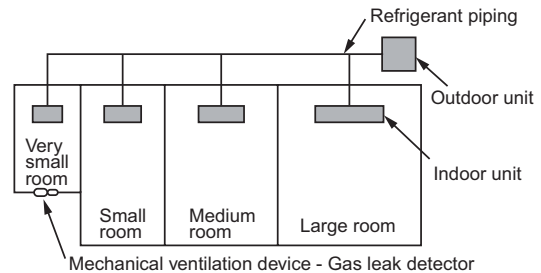 Refrigerant piping
Outdoor unit
Indoor unit
Very
small
room
Small
room
Medium
room
Large room
Mechanical ventilation device - Gas leak detector